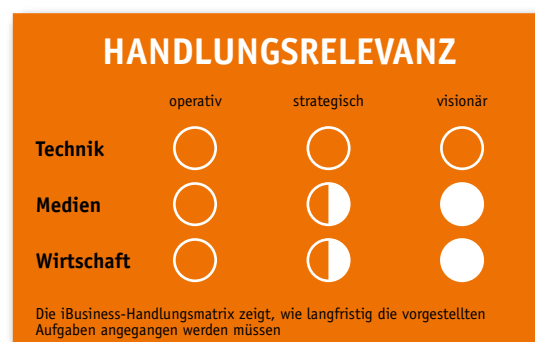 HANDLUNGSRELEVANZ
operativ strategisch visionär
Technik
Medien
Wirtschaft
Die iBusiness-Handlungsmatrix zeigt, wie langfristig die vorgestellten
Aufgaben angegangen werden müssen